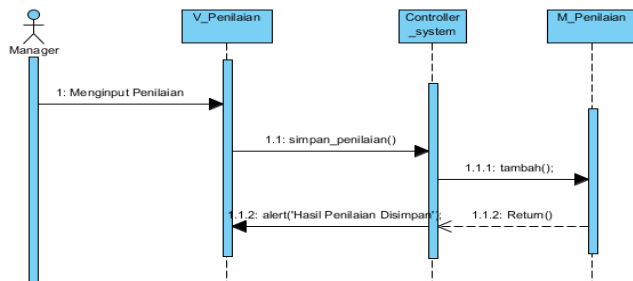 V_Penilaian
Controller
_system
M_Penilaian
Manager
1: Menginput Penilaian
1.1: simpan_penilaian()
1.1.1: tambah();
1.1.2: alert("Hasil Penilaian Disimpan");
1.1.2: Return()